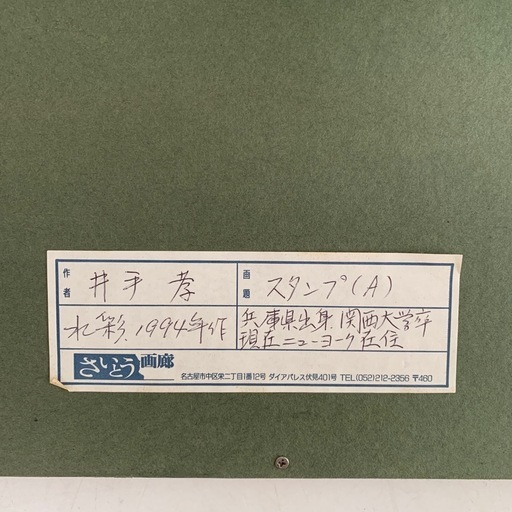 作者 井手 孝
画題 スタンプ(A)
水彩. 1994年作
兵庫県出身. 関西大学卒
現在ニューヨーク在住
さいとう画廊
名古屋市中区栄二丁目1番12号 ダイアパレス伏見401号 TEL(052)212-2356 〒460